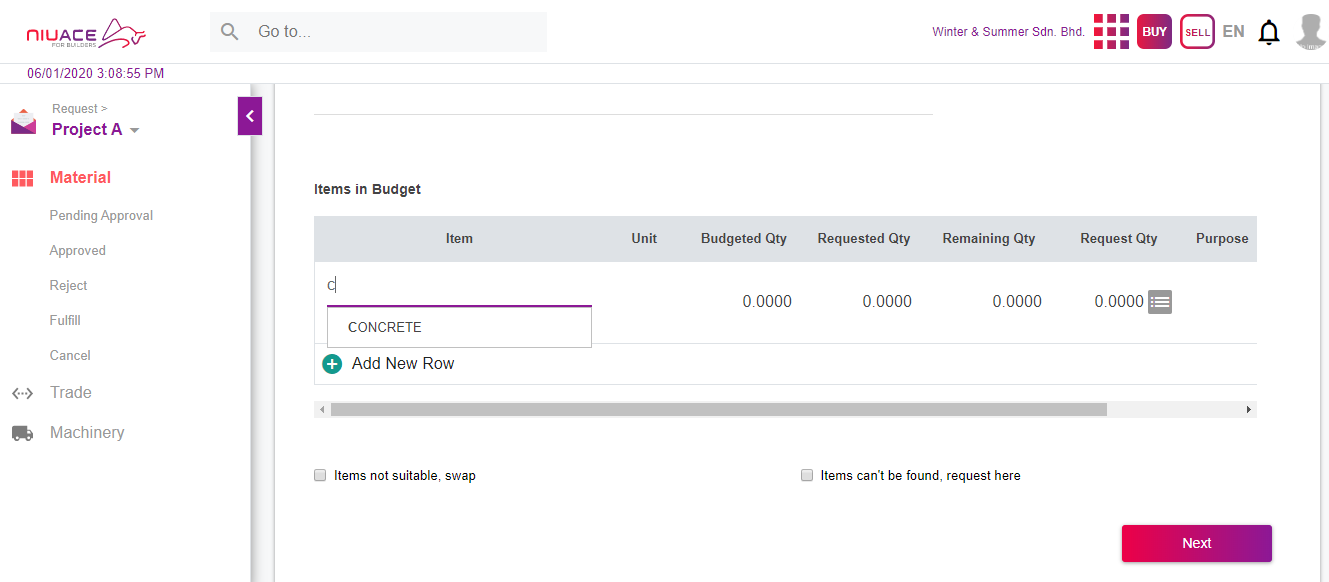 NIUACE
FOR BUILDERS
Go to...
Winter & Summer Sdn. Bhd.
BUY
SELL
EN
06/01/2020 3:08:55 PM
Request >
Project A
Material
Pending Approval
Approved
Reject
Fulfill
Cancel
Trade
Machinery
Items in Budget
Item Unit Budgeted Qty Requested Qty Remaining Qty Request Qty Purpose
c
0.0000 0.0000 0.0000 0.0000
CONCRETE
Add New Row
Items not suitable, swap
Items can't be found, request here
Next